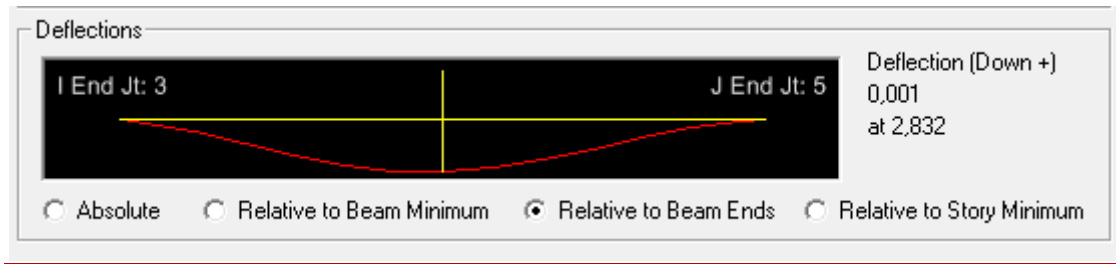 Deflections
I End Jt: 3
J End Jt: 5
Deflection (Down +)
0,001
at 2,832
Absolute
Relative to Beam Minimum
Relative to Beam Ends
Relative to Story Minimum